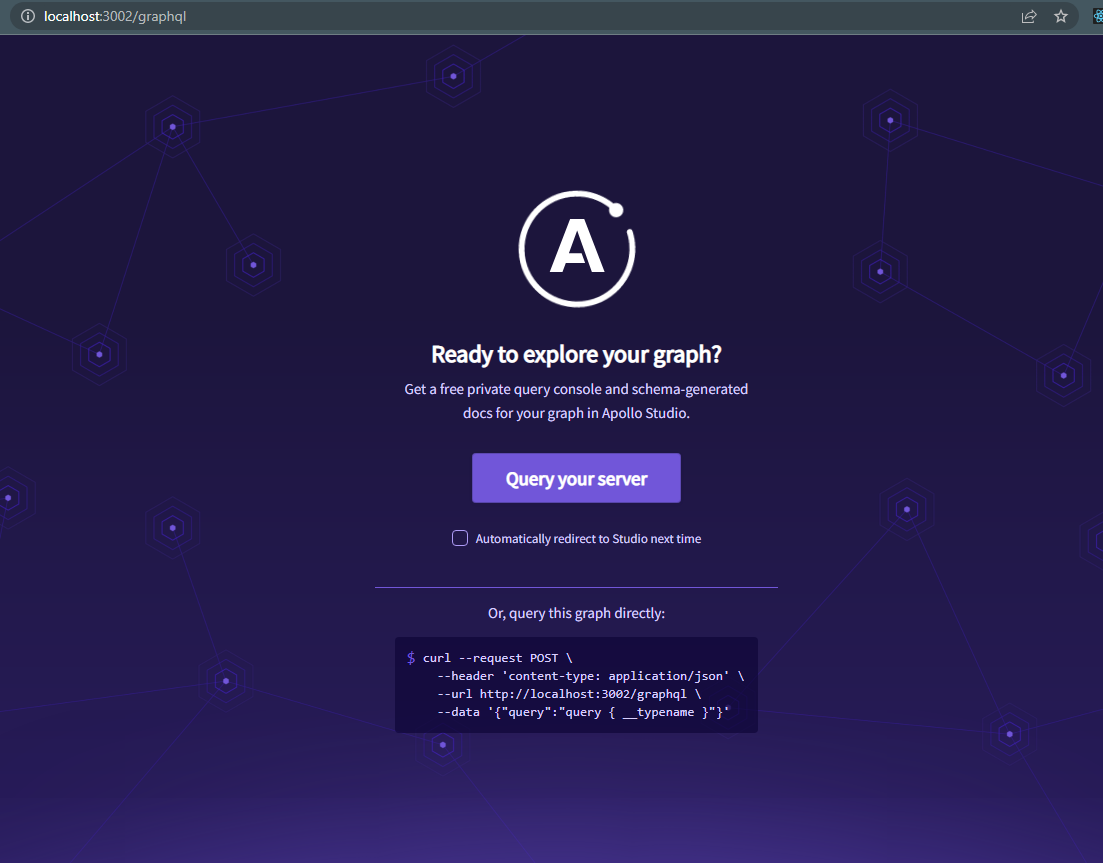 localhost:3002/graphql
A
Ready to explore your graph?
Get a free private query console and schema-generated
docs for your graph in Apollo Studio.
Query your server
Automatically redirect to Studio next time
Or, query this graph directly:
$ curl --request POST \
--header 'content-type: application/json' \
--url http://localhost:3002/graphql \
--data '{"query":"query { __typename }"}'